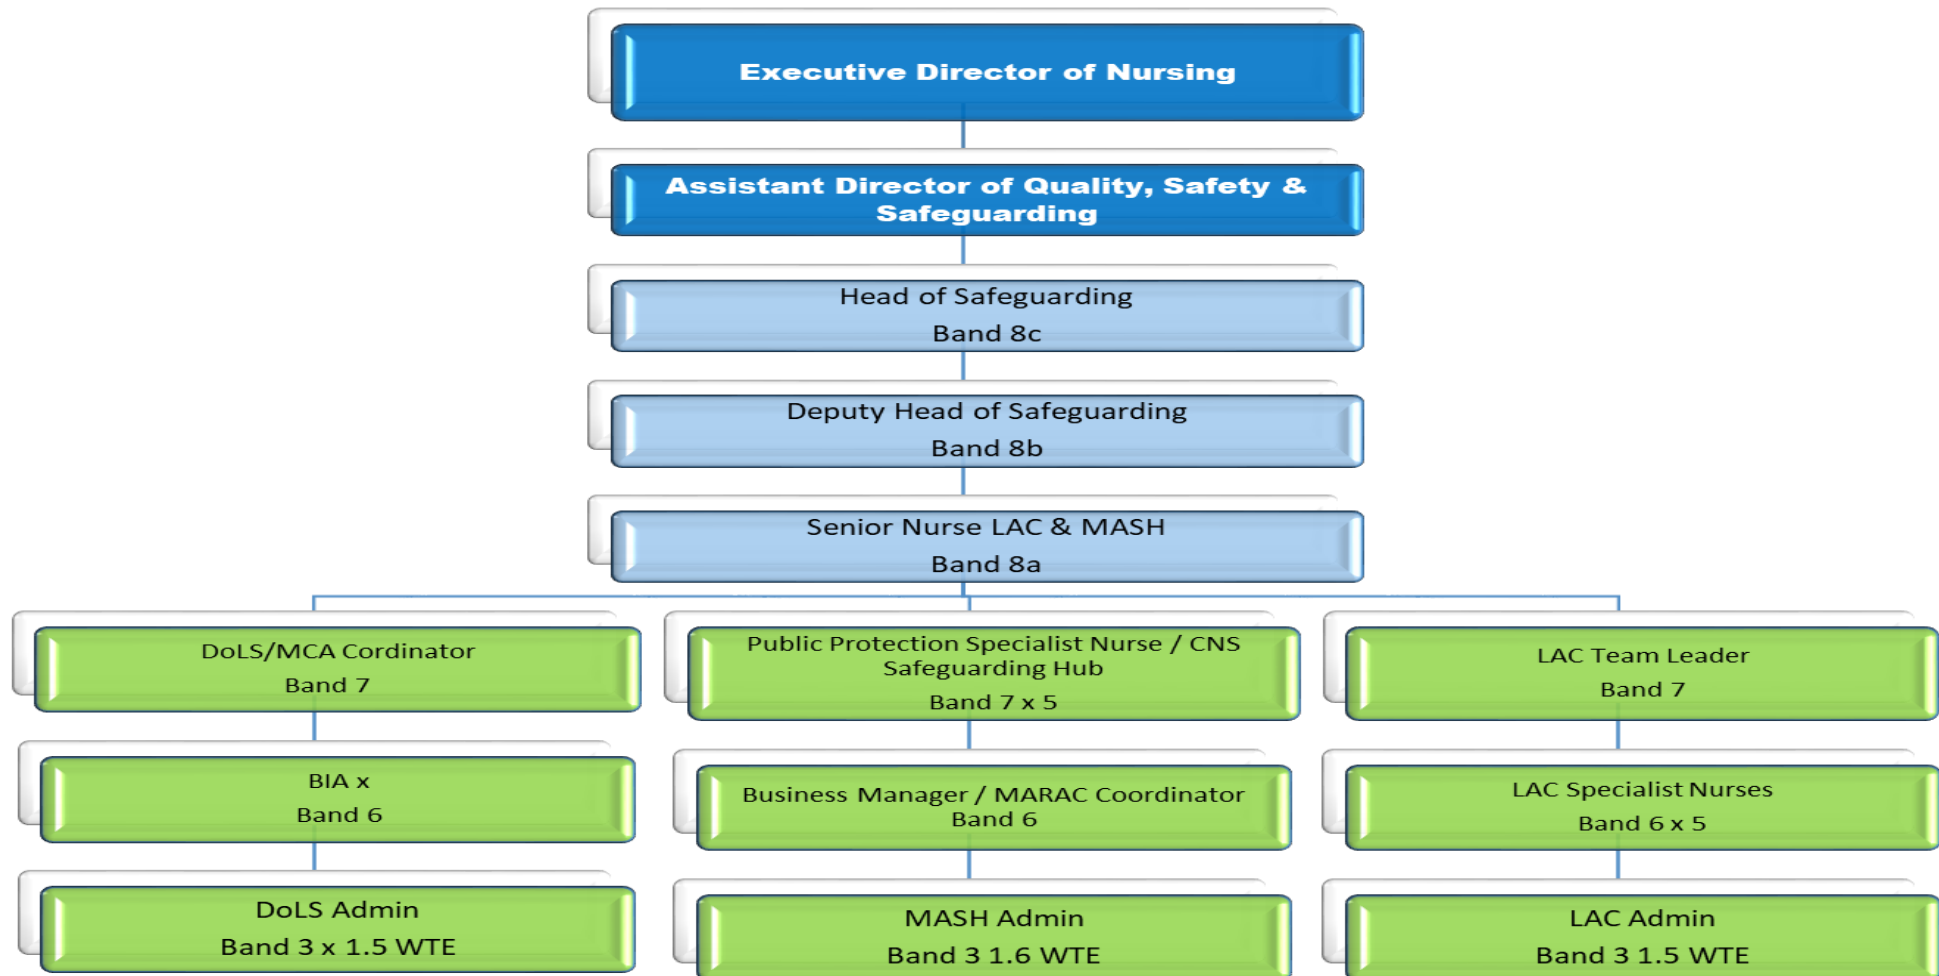 Executive Director of Nursing
Assistant Director of Quality, Safety &
Safeguarding
Head of Safeguarding
Band 8c
Deputy Head of Safeguarding
Band 8b
Senior Nurse LAC & MASH
Band 8a
DoLS/MCA Cordinator
Band 7
Public Protection Specialist Nurse / CNS
Safeguarding Hub
Band 7 x 5
LAC Team Leader
Band 7
BIA x
Band 6
Business Manager / MARAC Coordinator
Band 6
LAC Specialist Nurses
Band 6 x 5
DoLS Admin
Band 3 x 1.5 WTE
MASH Admin
Band 3 1.6 WTE
LAC Admin
Band 3 1.5 WTE